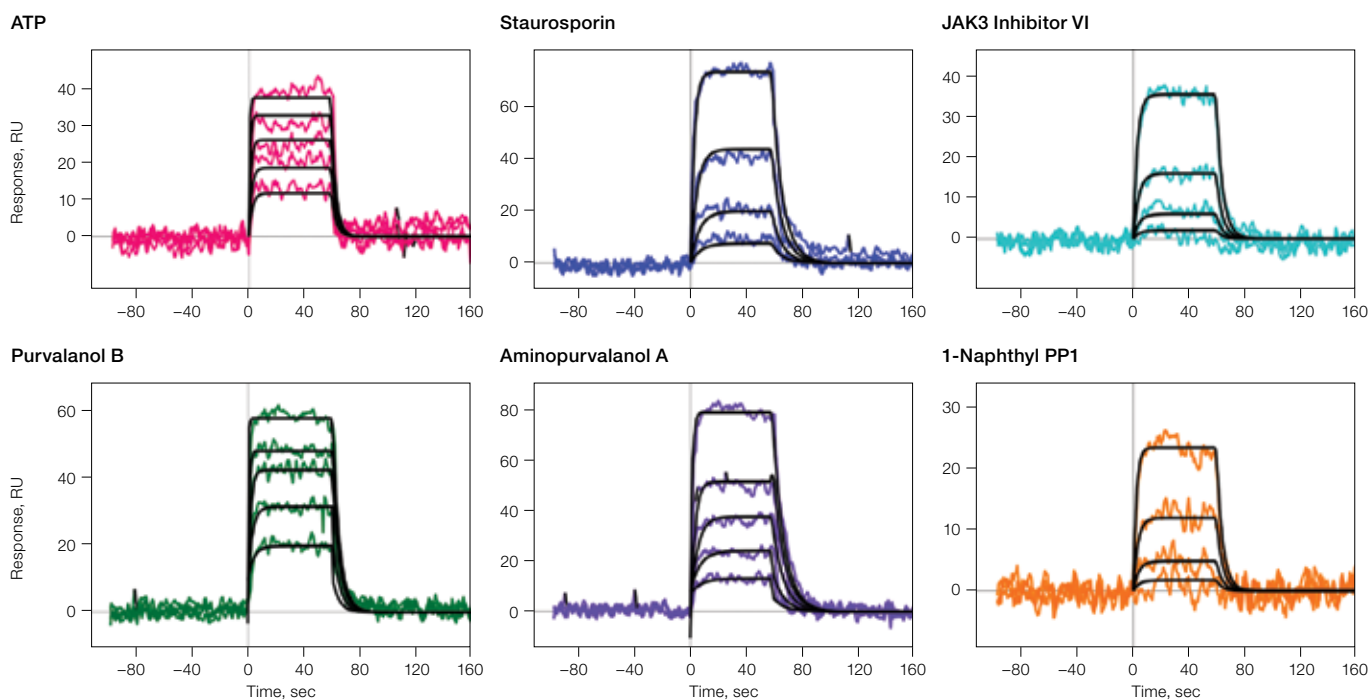 ATP
Staurosporin
JAK3 Inhibitor VI
Response, RU
40
30
20
10
0
−80 −40 0 40 80 120 160
60
40
20
0
−80 −40 0 40 80 120 160
40
30
20
10
0
−80 −40 0 40 80 120 160
Purvalanol B
Aminopurvalanol A
1-Naphthyl PP1
Response, RU
60
40
20
0
−80 −40 0 40 80 120 160
Time, sec
80
60
40
20
0
−80 −40 0 40 80 120 160
Time, sec
30
20
10
0
−80 −40 0 40 80 120 160
Time, sec